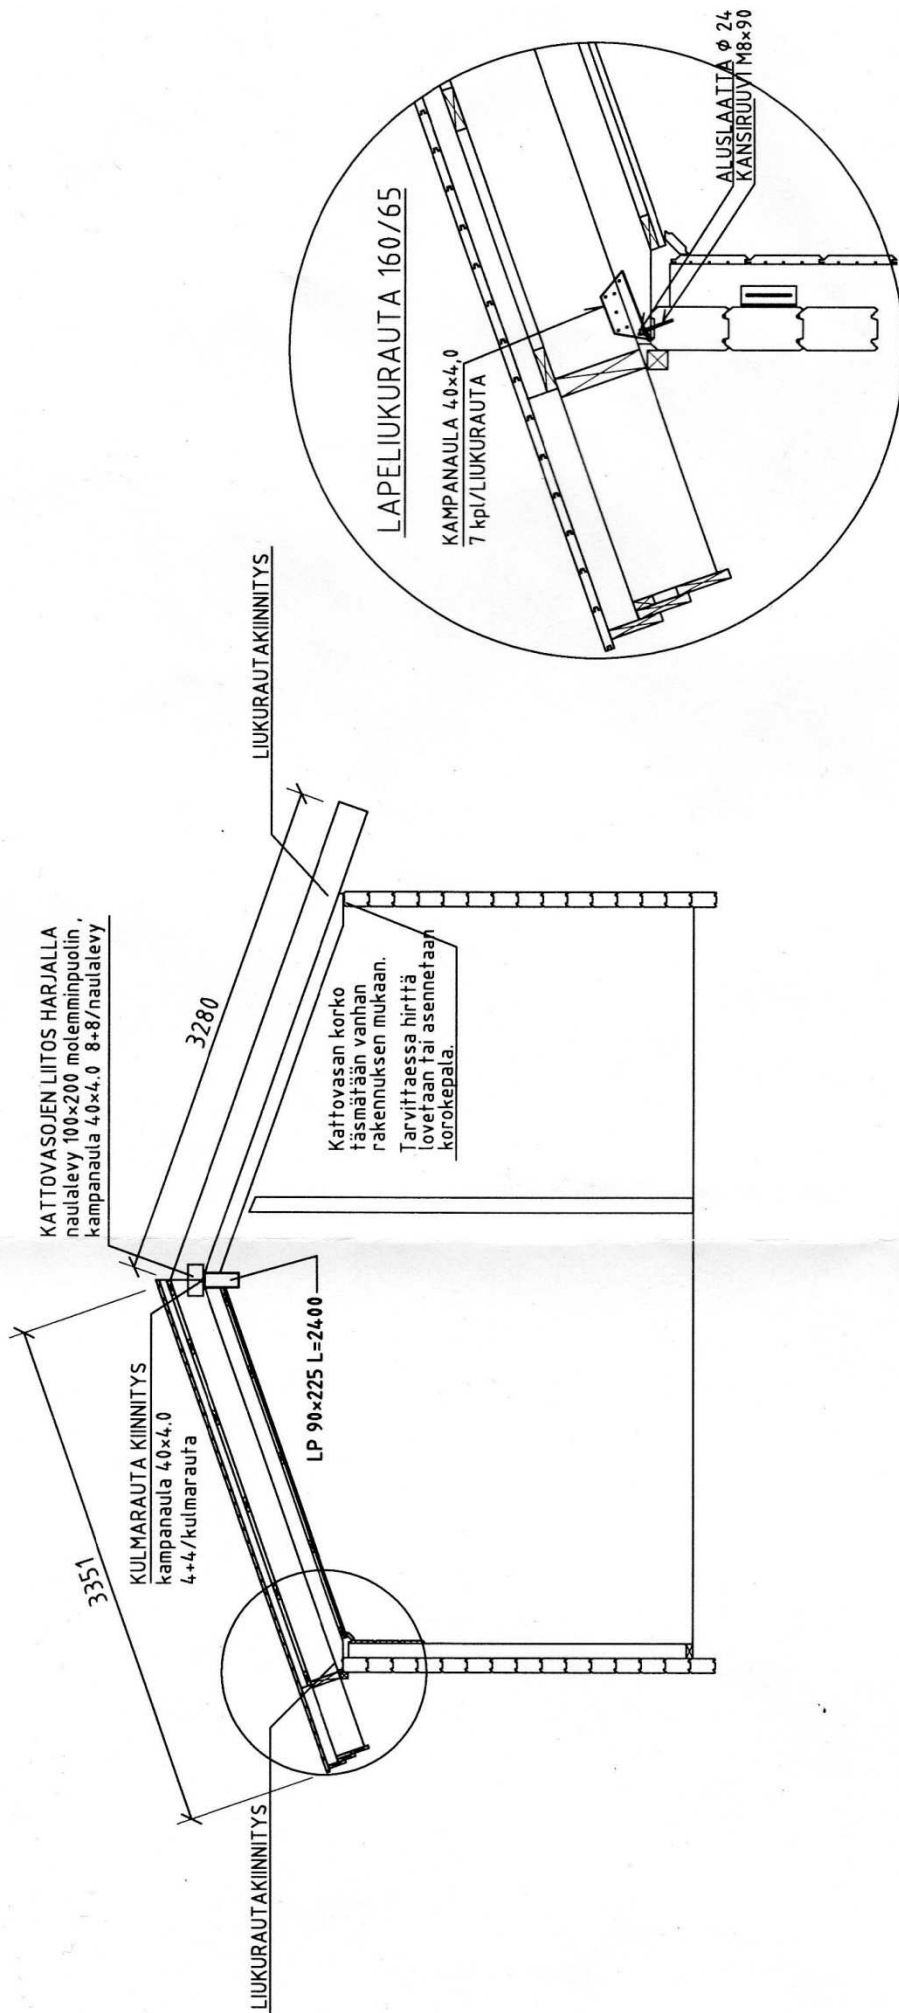 KATTOVASOJEN LIITOS HARJALLA
naulalevy 100×200 molemminpuolin,
kampanaula 40×4.0 8+8/naulalevy
3351
KULMARAUTA KIINNITYS
kampanaula 40×4.0
4+4/kulmarauta
3280
LIUKURAUTAKIINNITYS
LIUKURAUTAKIINNITYS
LP 90×225 L=2400
Kattovasan korko
täsmätään vanhan
rakennuksen mukaan.
Tarvittaessa hirttä
lovetaan tai asennetaan
korokepala.
LAPELIUKURAUTA 160/65
KAMPANAULA 40×4,0
7 kpl/LIUKURAUTA
ALUSLAATTA ϕ 24
KANSIRUUVI M8×90